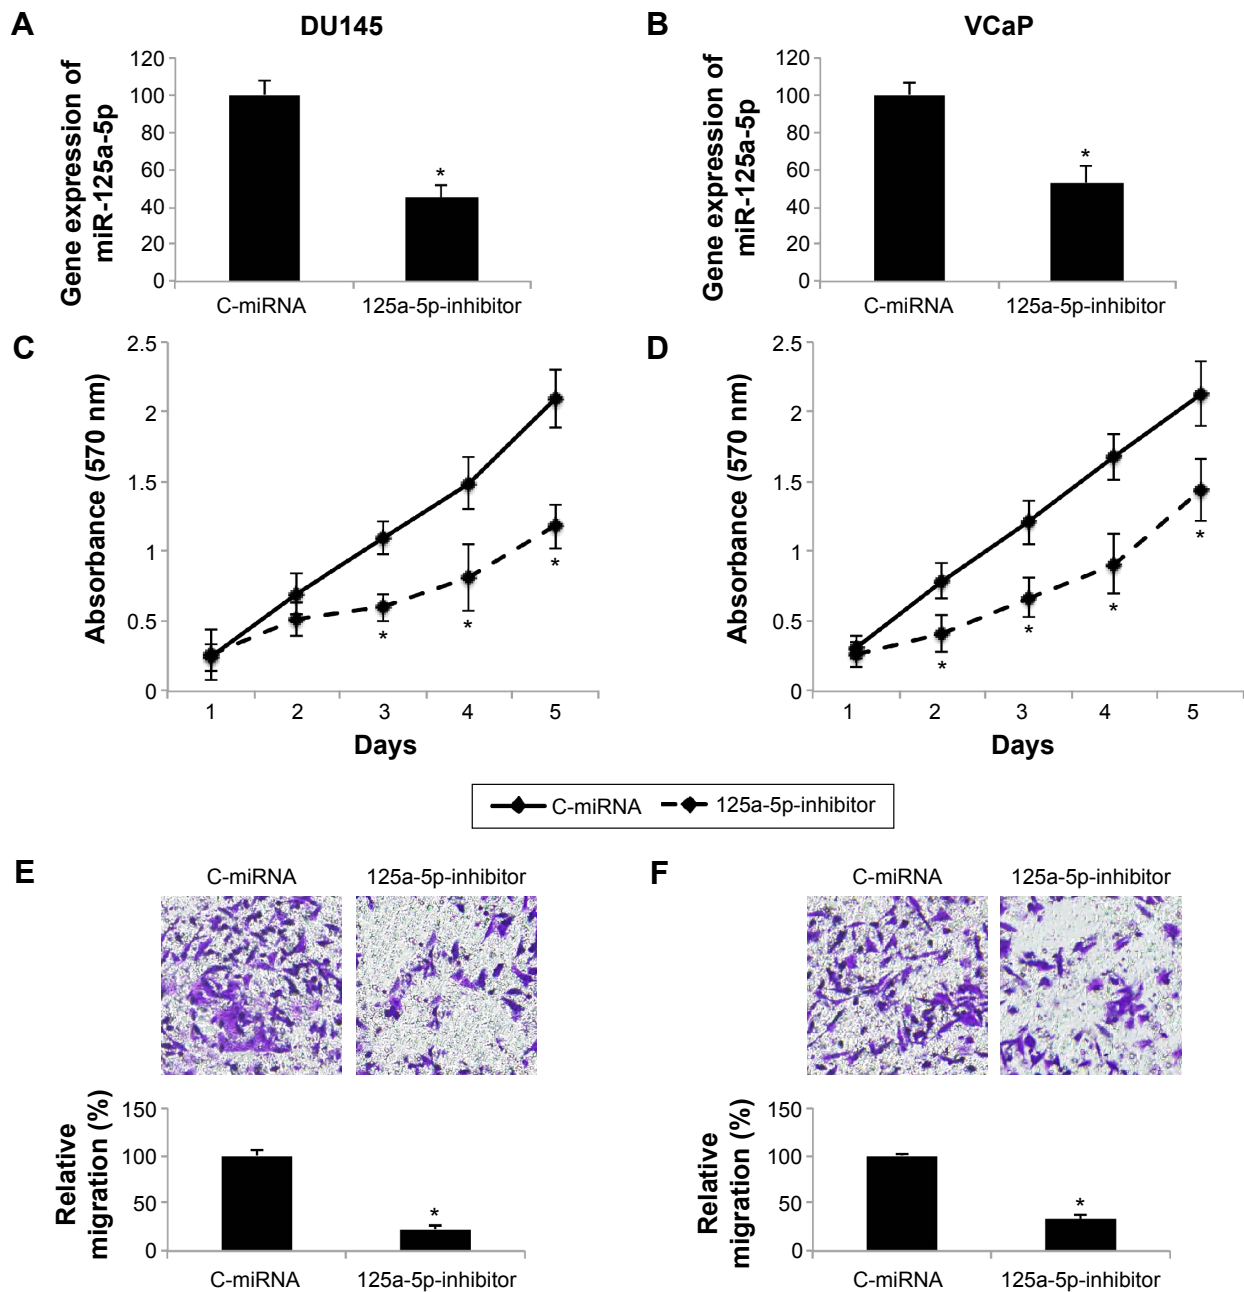 A
DU145
Gene expression of
miR-125a-5p
120
100
80
60
40
20
0
*
C-miRNA
125a-5p-inhibitor
B
VCaP
Gene expression of
miR-125a-5p
120
100
80
60
40
20
0
*
C-miRNA
125a-5p-inhibitor
C
Absorbance (570 nm)
2.5
2
1.5
1
0.5
0
*
*
*
1
2
3
4
5
Days
D
Absorbance (570 nm)
2.5
2
1.5
1
0.5
0
*
*
*
*
1
2
3
4
5
Days
C-miRNA
125a-5p-inhibitor
E
C-miRNA
125a-5p-inhibitor
Relative
migration (%)
150
100
50
0
*
C-miRNA
125a-5p-inhibitor
F
C-miRNA
125a-5p-inhibitor
Relative
migration (%)
150
100
50
0
*
C-miRNA
125a-5p-inhibitor